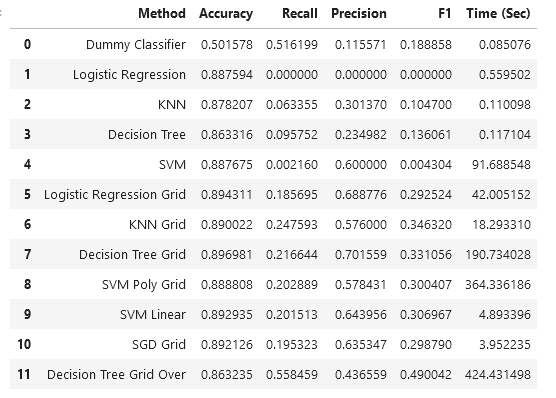 Method Accuracy Recall Precision F1 Time (Sec)
0 Dummy Classifier 0.501578 0.516199 0.115571 0.188858 0.085076
1 Logistic Regression 0.887594 0.000000 0.000000 0.000000 0.559502
2 KNN 0.878207 0.063355 0.301370 0.104700 0.110098
3 Decision Tree 0.863316 0.095752 0.234982 0.136061 0.117104
4 SVM 0.887675 0.002160 0.600000 0.004304 91.688548
5 Logistic Regression Grid 0.894311 0.185695 0.688776 0.292524 42.005152
6 KNN Grid 0.890022 0.247593 0.576000 0.346320 18.293310
7 Decision Tree Grid 0.896981 0.216644 0.701559 0.331056 190.734028
8 SVM Poly Grid 0.888808 0.202889 0.578431 0.300407 364.336186
9 SVM Linear 0.892935 0.201513 0.643956 0.306967 4.893396
10 SGD Grid 0.892126 0.195323 0.635347 0.298790 3.952235
11 Decision Tree Grid Over 0.863235 0.558459 0.436559 0.490042 424.431498